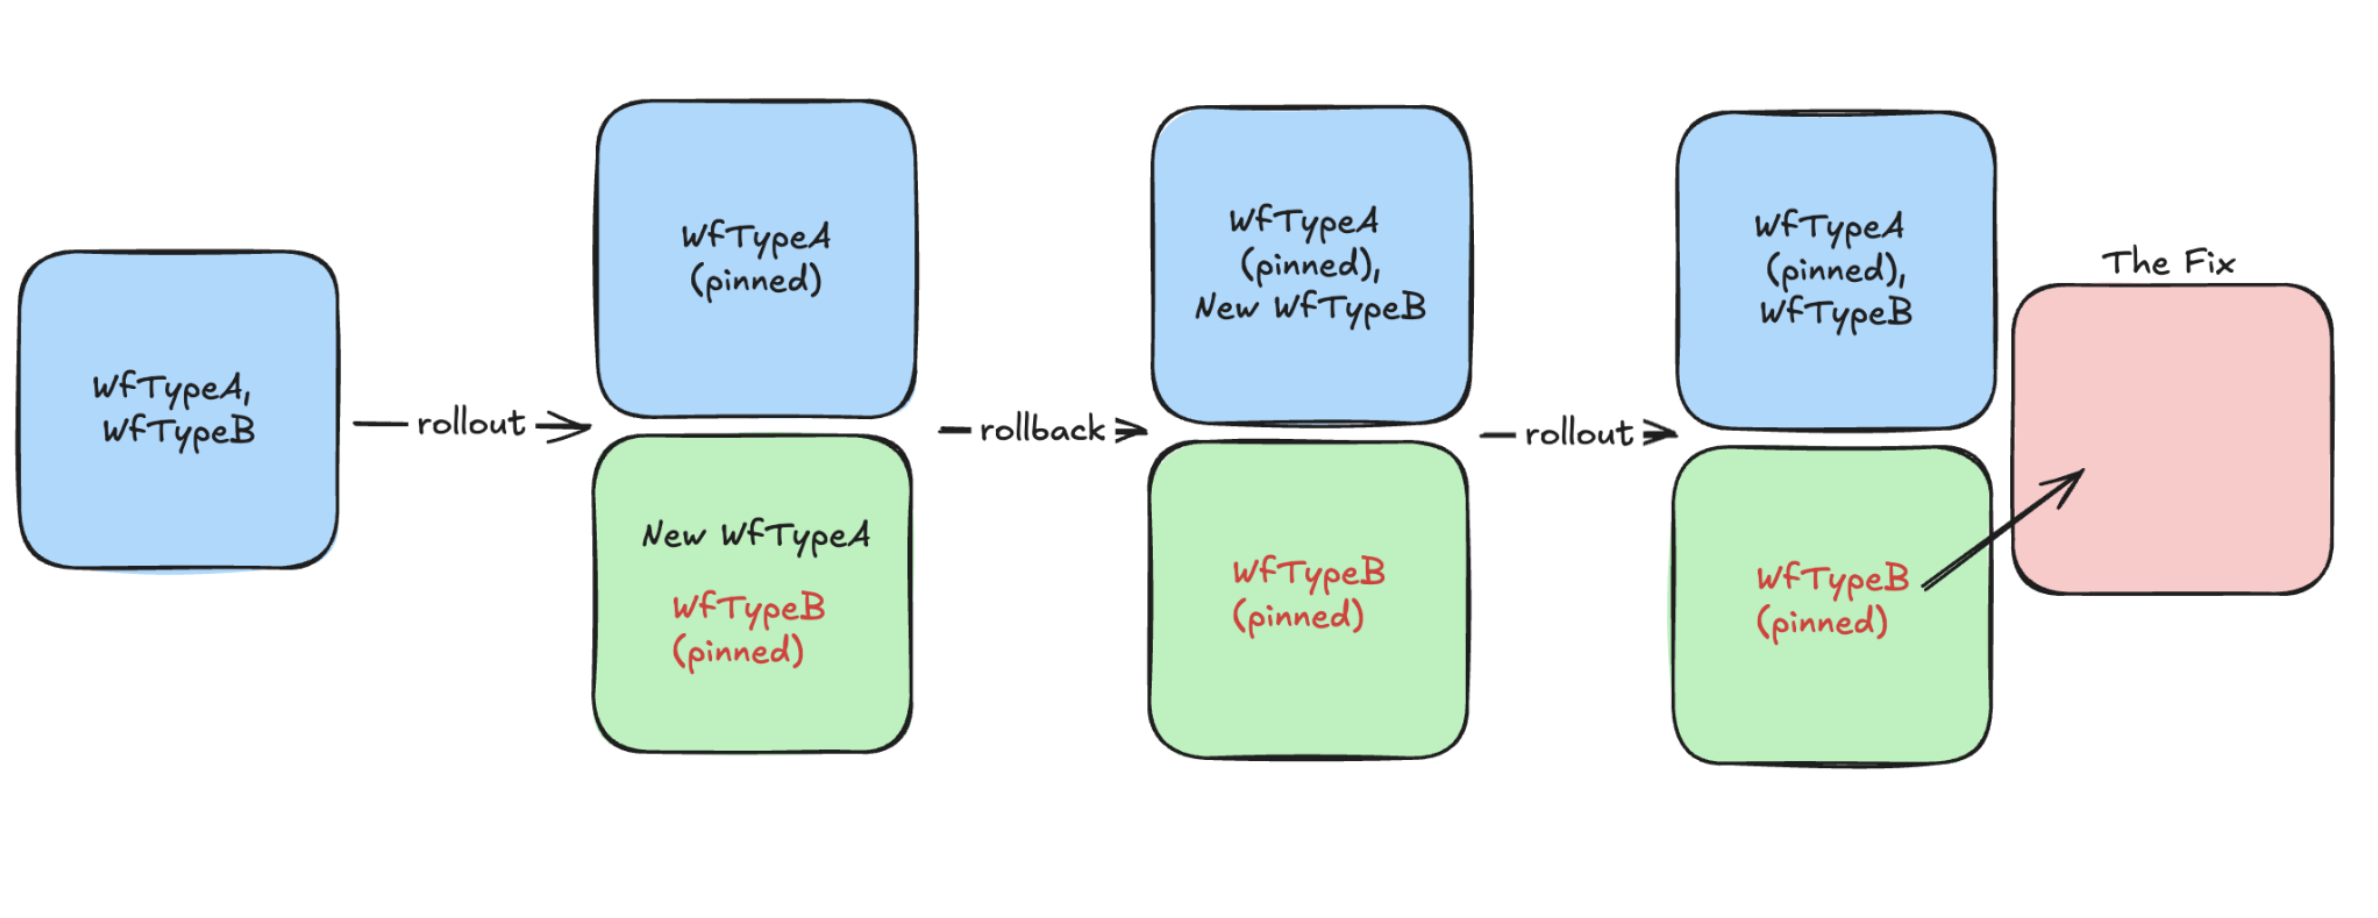 WfTypeA,
WfTypeB
rollout
WfTypeA
(pinned)
New WfTypeA
WfTypeB
(pinned)
rollback
WfTypeA
(pinned),
New WfTypeB
WfTypeB
(pinned)
rollout
WfTypeA
(pinned),
WfTypeB
WfTypeB
(pinned)
The Fix